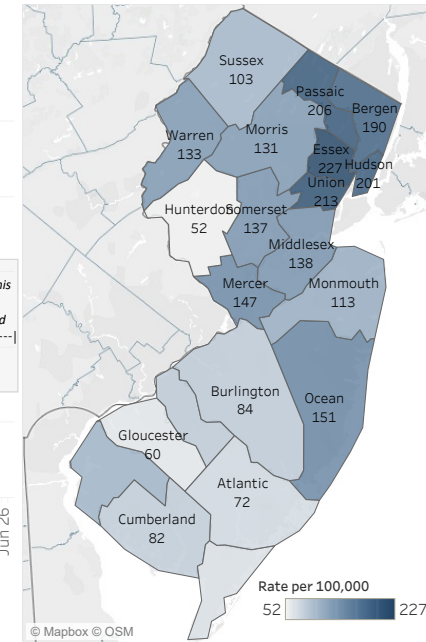 Sussex
103
Passaic
206
Bergen
190
Warren
133
Morris
131
Essex
227
Hudson
201
Union
213
Hunterdon
52
Somerset
137
Middlesex
138
Mercer
147
Monmouth
113
Burlington
84
Ocean
151
Gloucester
60
Atlantic
72
Cumberland
82
his
d
---|
Jun 26
Rate per 100,000
52
227
© Mapbox © OSM